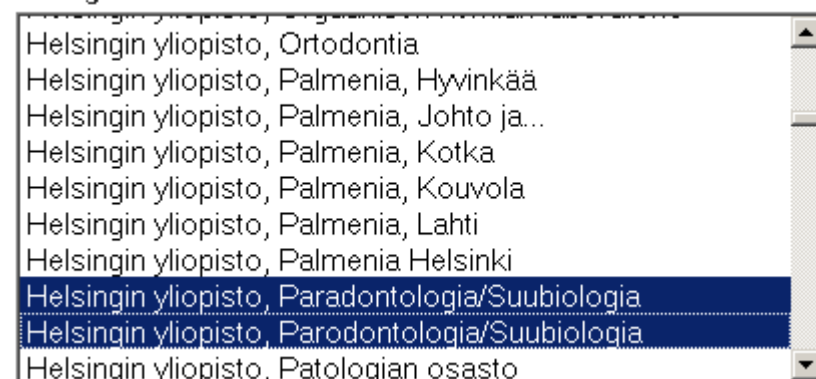 Helsingin yliopisto, Ortodontia
Helsingin yliopisto, Palmenia, Hyvinkää
Helsingin yliopisto, Palmenia, Johto ja...
Helsingin yliopisto, Palmenia, Kotka
Helsingin yliopisto, Palmenia, Kouvola
Helsingin yliopisto, Palmenia, Lahti
Helsingin yliopisto, Palmenia Helsinki
Helsingin yliopisto, Paradontologia/Suubiologia
Helsingin yliopisto, Parodontologia/Suubiologia
Helsingin yliopisto, Patologian osasto